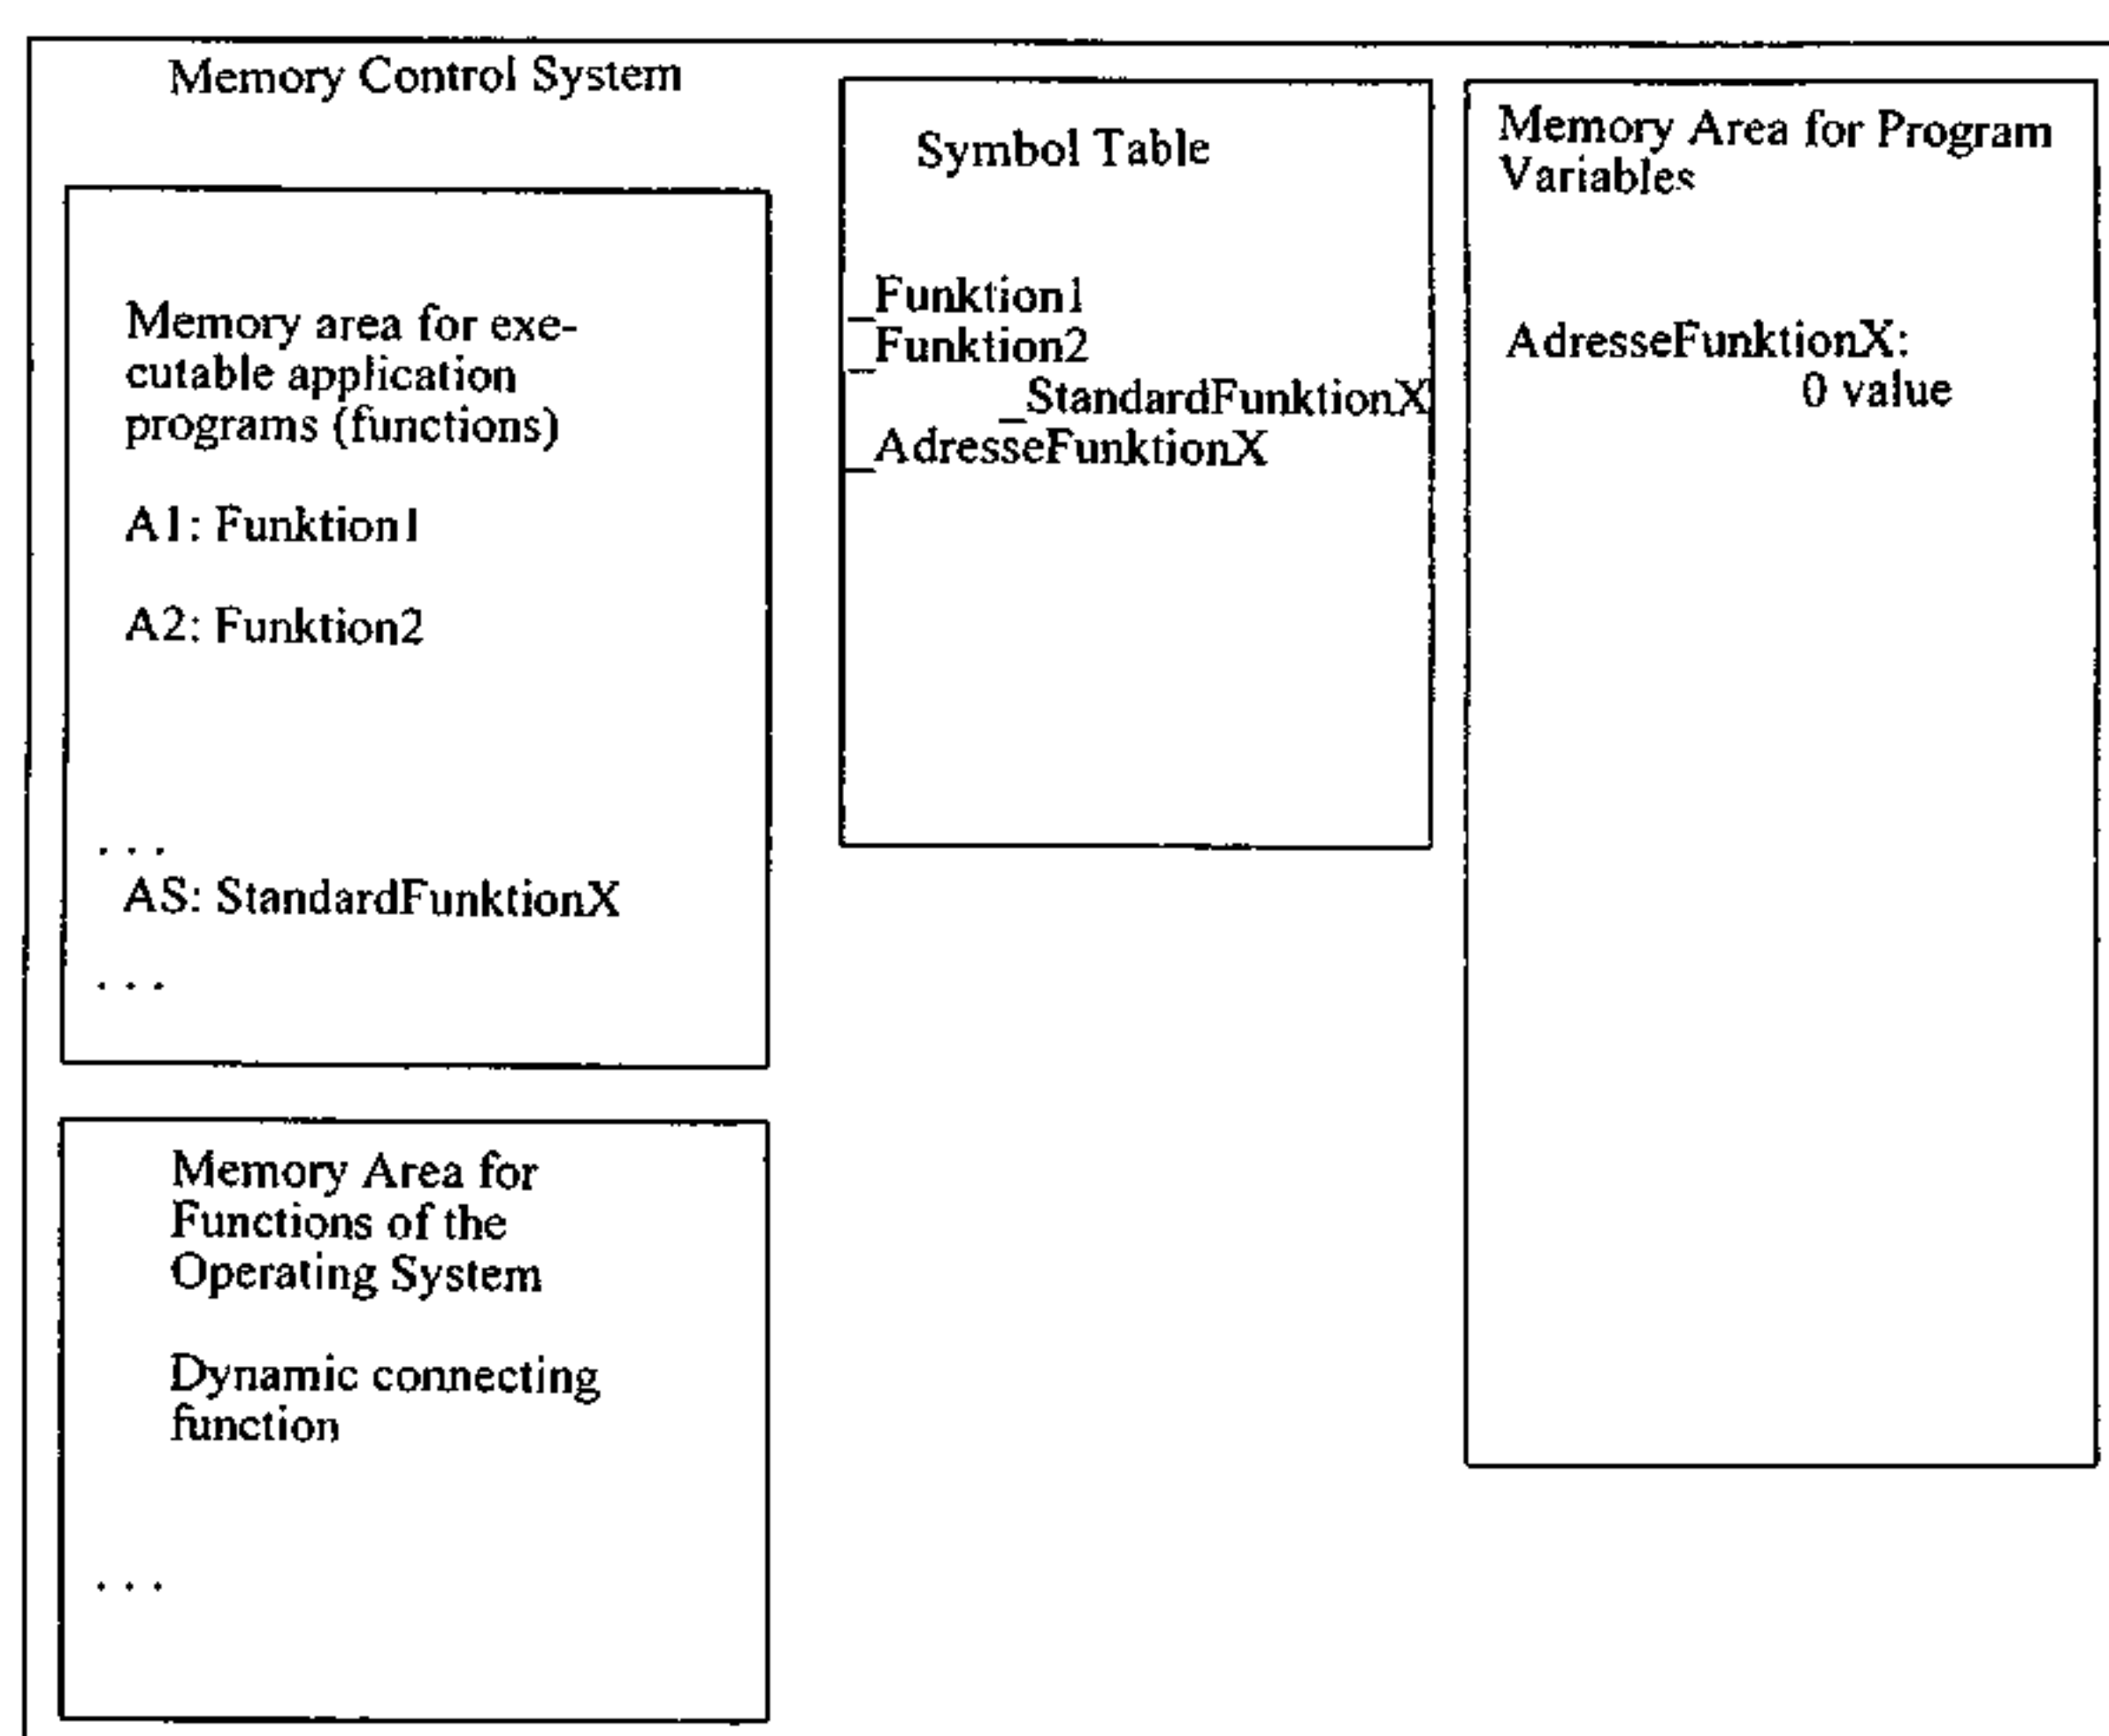 Memory Control System
Memory area for exe-
cutable application
programs (functions)
A1: Funktion1
A2: Funktion2
. . .
AS: StandardFunktionX
. . .
Memory Area for
Functions of the
Operating System
Dynamic connecting
function
. . .
Symbol Table
_Funktion1
_Funktion2
_StandardFunktionX
_AdresseFunktionX
Memory Area for Program
Variables
AdresseFunktionX:
0 value